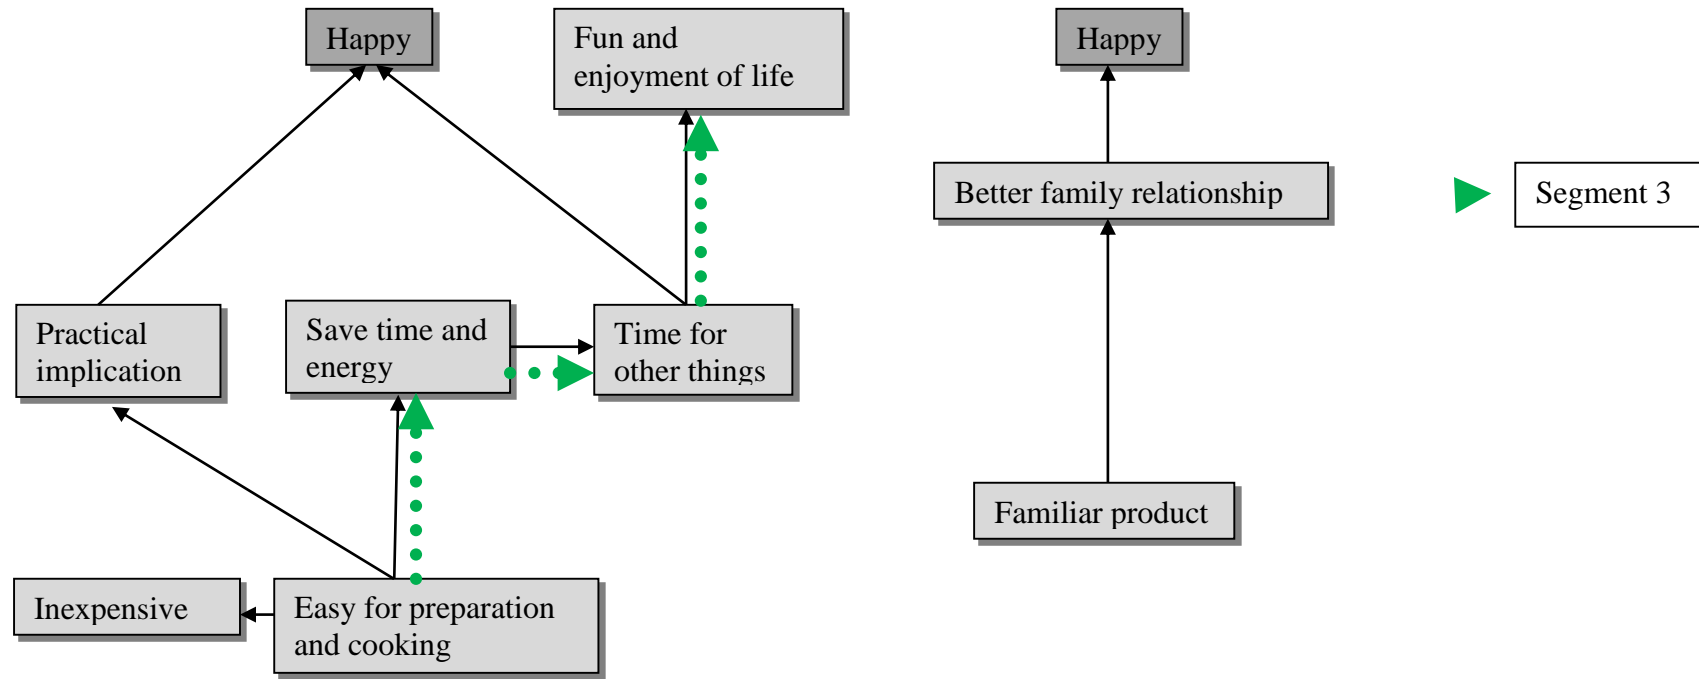 Happy
Fun and
enjoyment of life
Happy
Better family relationship
Segment 3
Practical
implication
Save time and
energy
Time for
other things
Familiar product
Inexpensive
Easy for preparation
and cooking